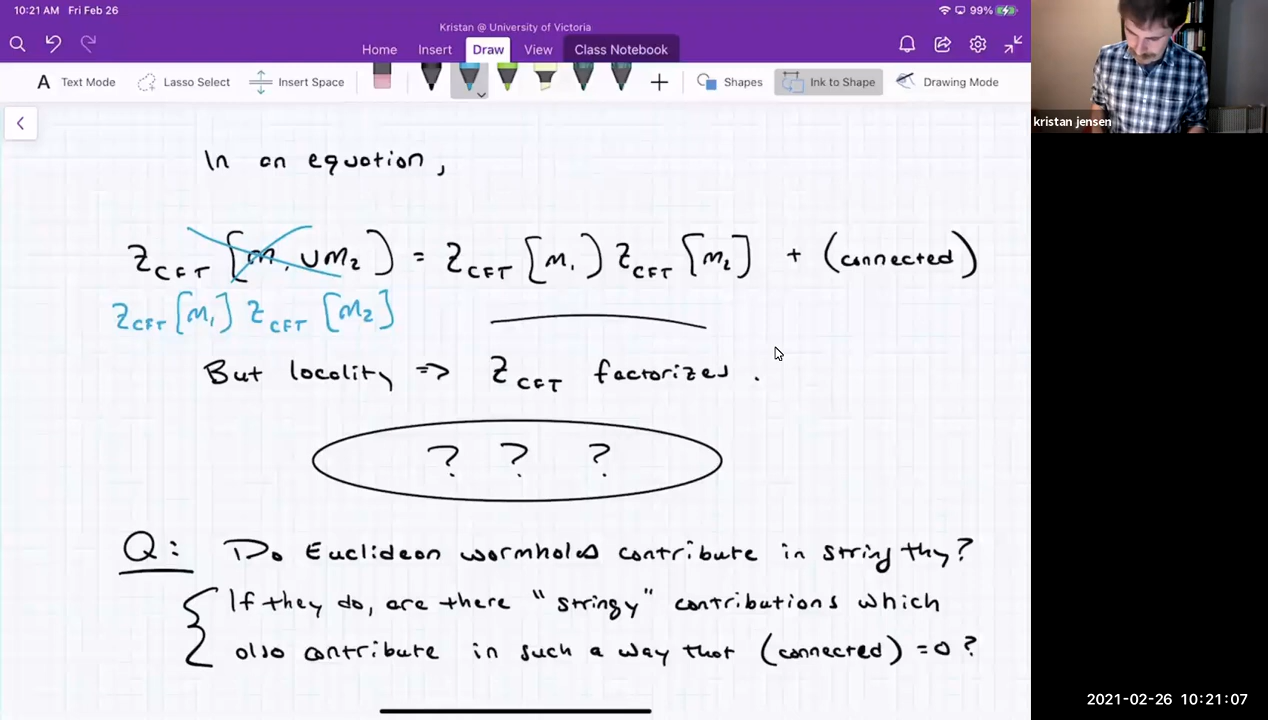 10:21 AM Fri Feb 26
99%
Kristan @ University of Victoria
Home Insert Draw View Class Notebook
A Text Mode Lasso Select Insert Space Shapes Ink to Shape Drawing Mode
kristan jensen
In an equation,
Z_CFT [M_1 ∪ M_2] = Z_CFT [M_1] Z_CFT [M_2] + (connected)
Z_CFT [M_1] Z_CFT [M_2]
But locality ⇒ Z_CFT factorizes.
? ? ?
Q: Do Euclidean wormholes contribute in string thy?
If they do, are there "stringy" contributions which
also contribute in such a way that (connected) = 0?
2021-02-26 10:21:07